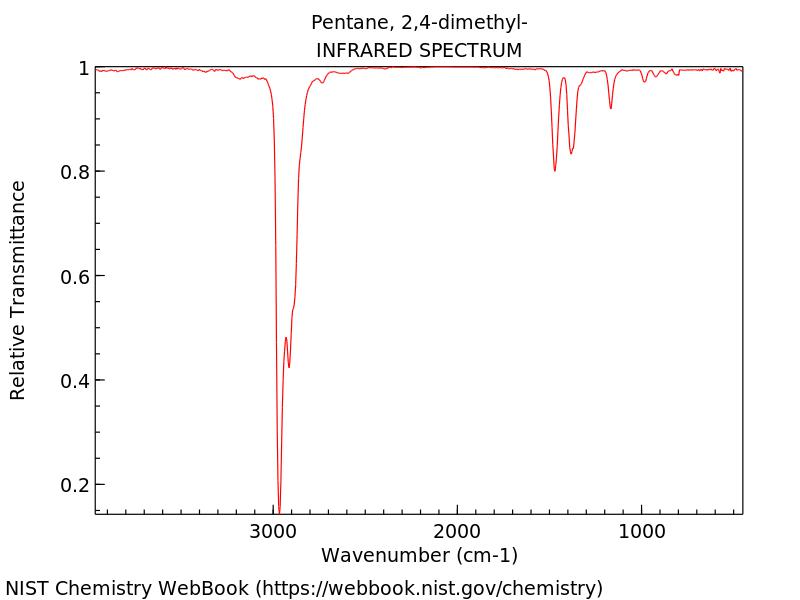 Pentane, 2,4-dimethyl-
INFRARED SPECTRUM
1
0.8
0.6
0.4
0.2
Relative Transmittance
3000 2000 1000
Wavenumber (cm-1)
NIST Chemistry WebBook (https://webbook.nist.gov/chemistry)